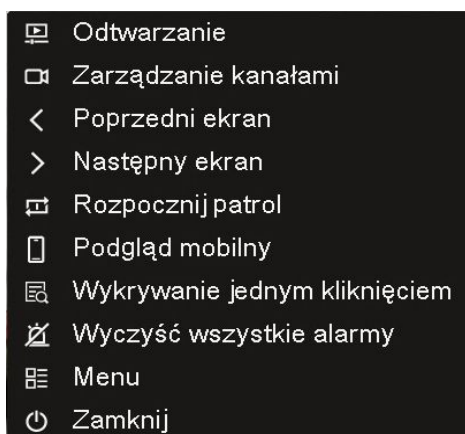 Odtwarzanie
Zarządzanie kanałami
Poprzedni ekran
Następny ekran
Rozpocznij patrol
Podgląd mobilny
Wykrywanie jednym kliknięciem
Wyczyść wszystkie alarmy
Menu
Zamknij